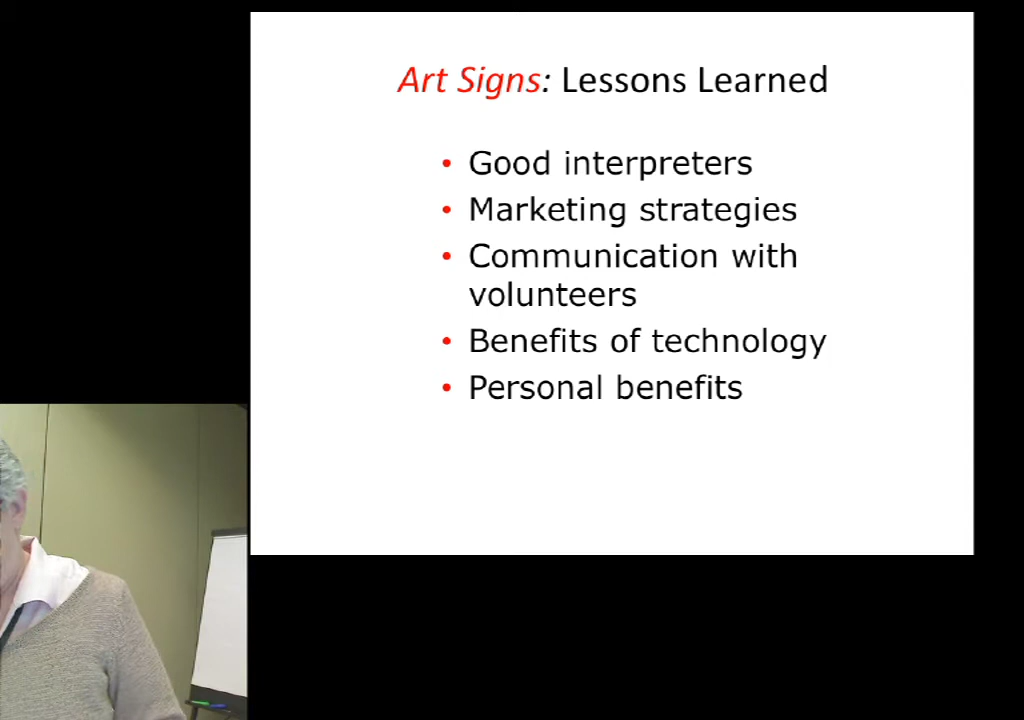 Art Signs: Lessons Learned
• Good interpreters
• Marketing strategies
• Communication with
volunteers
• Benefits of technology
• Personal benefits